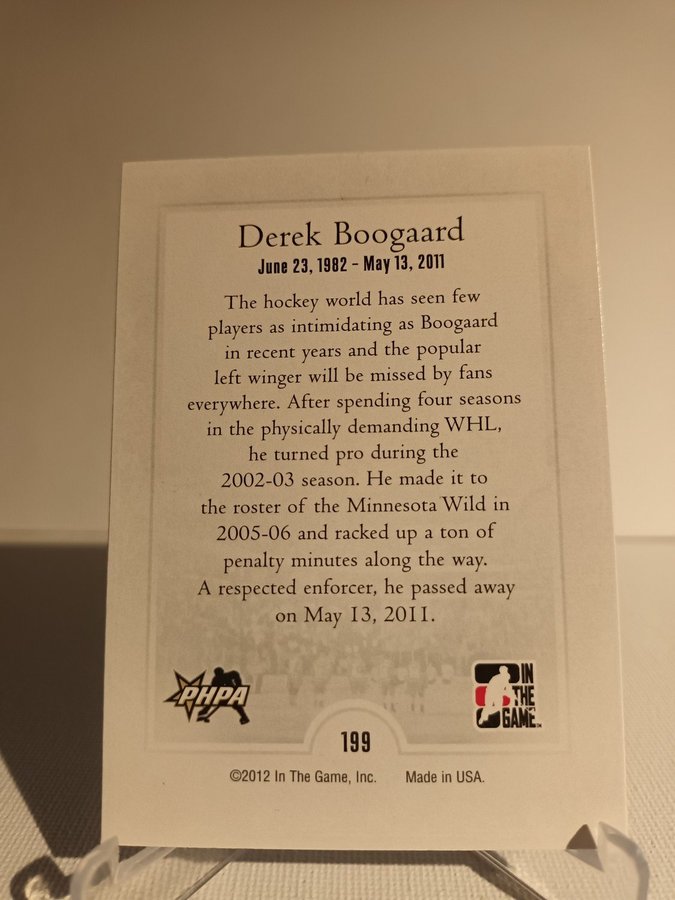 Derek Boogaard
June 23, 1982 - May 13, 2011
The hockey world has seen few
players as intimidating as Boogaard
in recent years and the popular
left winger will be missed by fans
everywhere. After spending four seasons
in the physically demanding WHL,
he turned pro during the
2002-03 season. He made it to
the roster of the Minnesota Wild in
2005-06 and racked up a ton of
penalty minutes along the way.
A respected enforcer, he passed away
on May 13, 2011.
PHPA
IN
THE
GAME
199
©2012 In The Game, Inc. Made in USA.